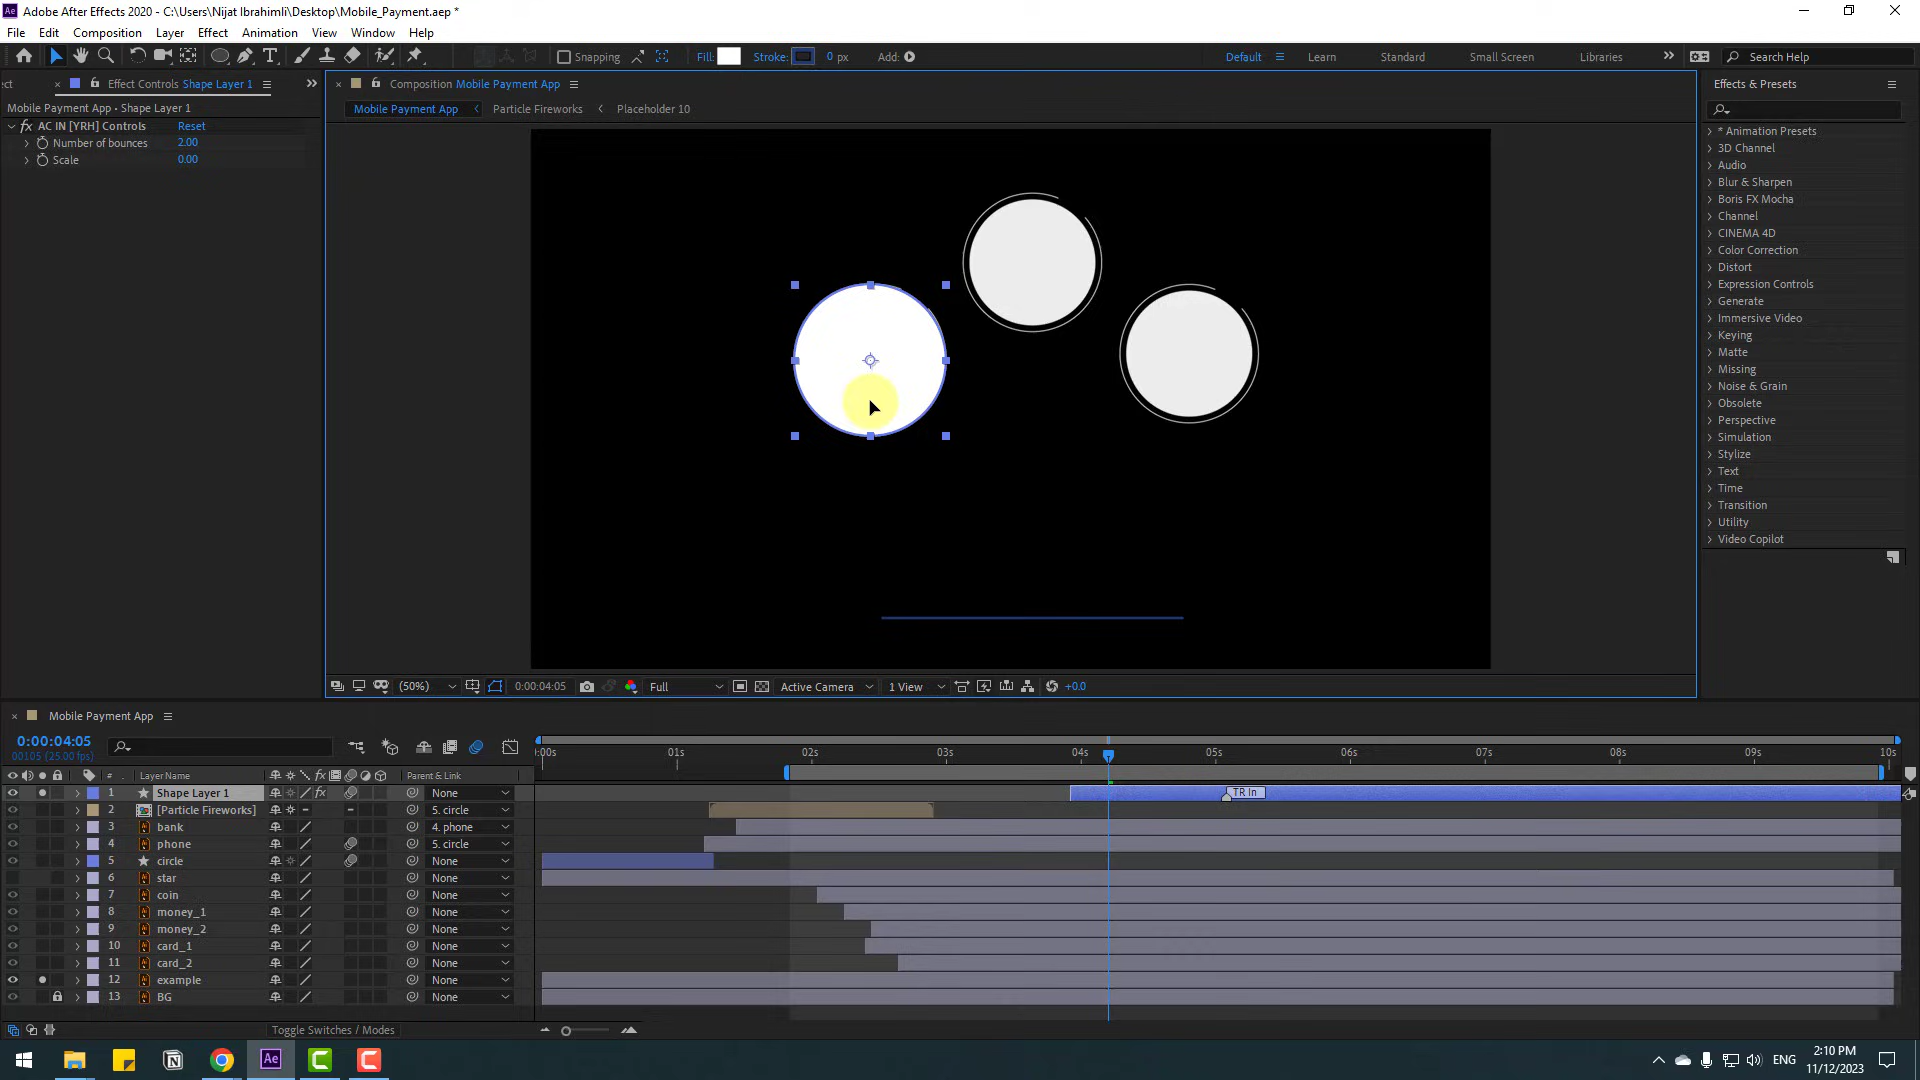 Adobe After Effects 2020 - C:\Users\Nijat Ibrahimli\Desktop\Mobile_Payment.aep *
File Edit Composition Layer Effect Animation View Window Help
Snapping Fill: Stroke: 0 px Add: Default Learn Standard Small Screen Libraries Search Help
Effect Controls Shape Layer 1
Mobile Payment App • Shape Layer 1
fx AC IN [YRH] Controls Reset
Number of bounces 2.00
Scale 0.00
Composition Mobile Payment App
Mobile Payment App Particle Fireworks Placeholder 10
(50%) 0:00:04:05 Full Active Camera 1 View +0.0
Effects & Presets
* Animation Presets
3D Channel
Audio
Blur & Sharpen
Boris FX Mocha
Channel
CINEMA 4D
Color Correction
Distort
Expression Controls
Generate
Immersive Video
Keying
Matte
Missing
Noise & Grain
Obsolete
Perspective
Simulation
Stylize
Text
Time
Transition
Utility
Video Copilot
Mobile Payment App
0:00:04:05
00105 (25.00 fps)
:00s 01s 02s 03s 04s 05s 06s 07s 08s 09s 10s
# Layer Name Parent & Link
1 Shape Layer 1 None TR In
2 [Particle Fireworks] 5. circle
3 bank 4. phone
4 phone 5. circle
5 circle None
6 star None
7 coin None
8 money_1 None
9 money_2 None
10 card_1 None
11 card_2 None
12 example None
13 BG None
Toggle Switches / Modes
ENG
2:10 PM
11/12/2023